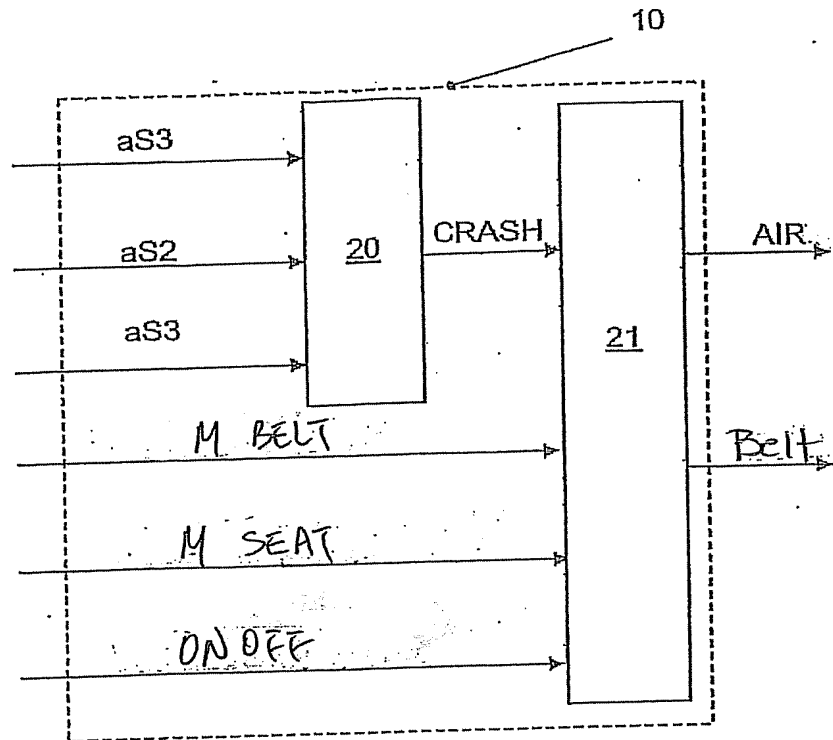 10
aS3
aS2
20
CRASH
AIR
aS3
21
M BELT
Belt
M SEAT
ON OFF